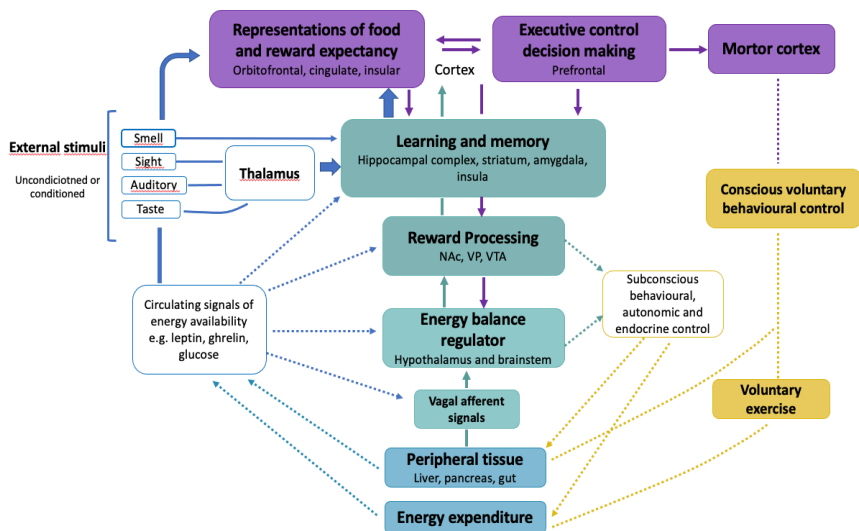 Representations of food
and reward expectancy
Orbitofrontal, cingulate, insular
Executive control
decision making
Prefrontal
Mortor cortex
Cortex
External stimuli
Uncondiciotned or
conditioned
Smell
Sight
Auditory
Taste
Thalamus
Learning and memory
Hippocampal complex, striatum, amygdala,
insula
Conscious voluntary
behavioural control
Reward Processing
NAc, VP, VTA
Circulating signals of
energy availability
e.g. leptin, ghrelin,
glucose
Subconscious
behavioural,
autonomic and
endocrine control
Energy balance
regulator
Hypothalamus and brainstem
Vagal afferent
signals
Voluntary
exercise
Peripheral tissue
Liver, pancreas, gut
Energy expenditure